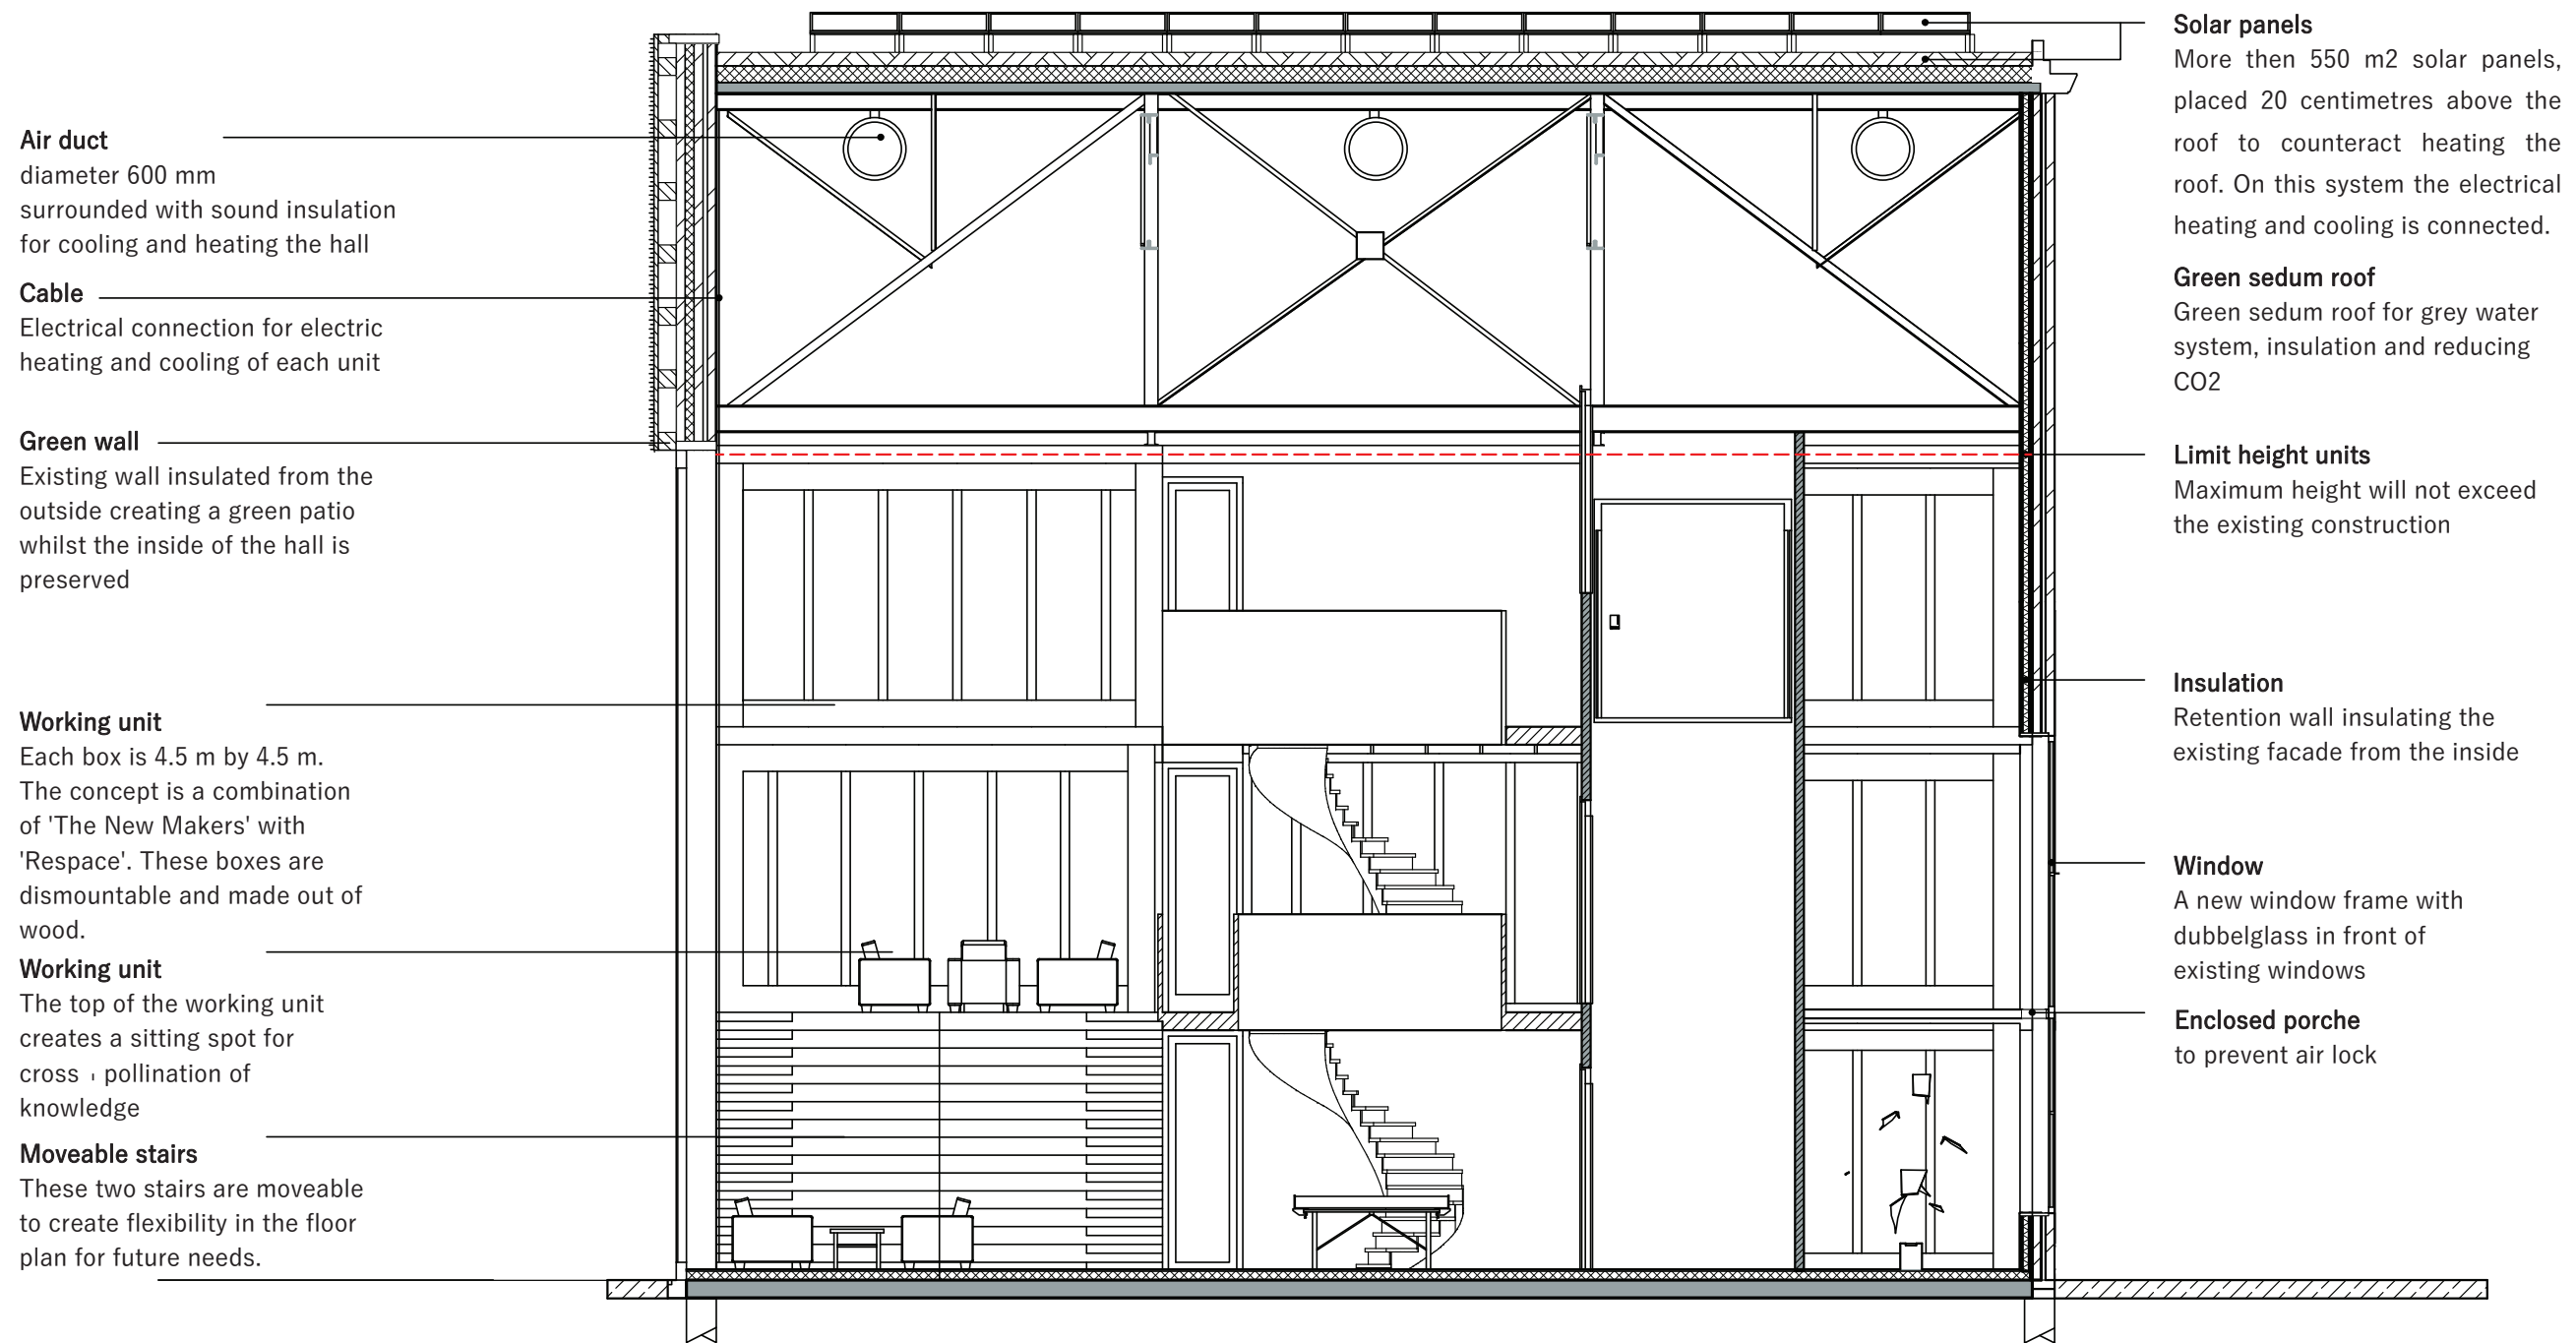 Air duct
diameter 600 mm
surrounded with sound insulation
for cooling and heating the hall
Cable
Electrical connection for electric
heating and cooling of each unit
Green wall
Existing wall insulated from the
outside creating a green patio
whilst the inside of the hall is
preserved
Working unit
Each box is 4.5 m by 4.5 m.
The concept is a combination
of 'The New Makers' with
'Respace'. These boxes are
dismountable and made out of
wood.
Working unit
The top of the working unit
creates a sitting spot for
cross - pollination of
knowledge
Moveable stairs
These two stairs are moveable
to create flexibility in the floor
plan for future needs.
Solar panels
More then 550 m2 solar panels,
placed 20 centimetres above the
roof to counteract heating the
roof. On this system the electrical
heating and cooling is connected.
Green sedum roof
Green sedum roof for grey water
system, insulation and reducing
CO2
Limit height units
Maximum height will not exceed
the existing construction
Insulation
Retention wall insulating the
existing facade from the inside
Window
A new window frame with
dubbelglass in front of
existing windows
Enclosed porche
to prevent air lock